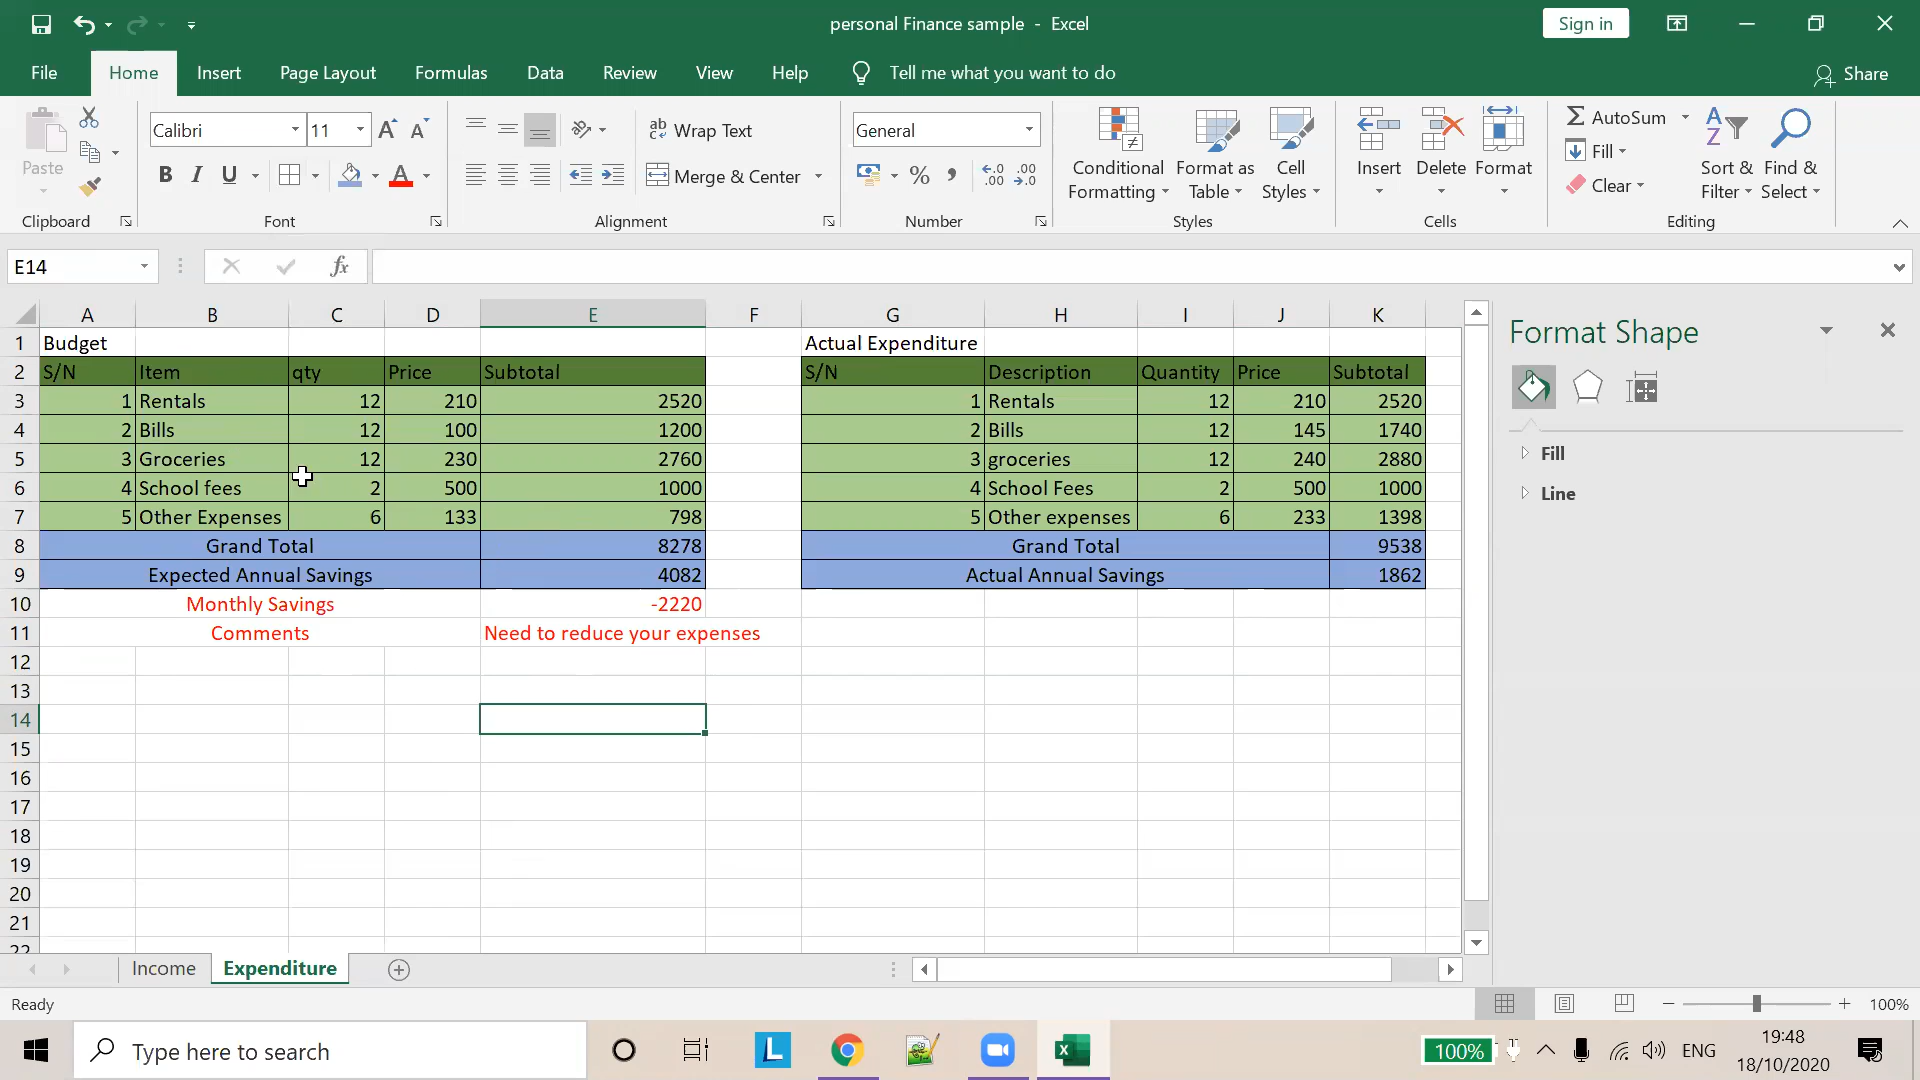 personal Finance sample - Excel
Sign in
File Home Insert Page Layout Formulas Data Review View Help Tell me what you want to do Share
Paste
Clipboard
Calibri 11
B I U
Font
Wrap Text
Merge & Center
Alignment
General
Number
Conditional Formatting
Format as Table
Cell Styles
Styles
Insert Delete Format
Cells
AutoSum
Fill
Clear
Sort & Filter
Find & Select
Editing
E14 fx
A B C D E F G H I J K
1 Budget Actual Expenditure
2 S/N Item qty Price Subtotal S/N Description Quantity Price Subtotal
3 1 Rentals 12 210 2520 1 Rentals 12 210 2520
4 2 Bills 12 100 1200 2 Bills 12 145 1740
5 3 Groceries 12 230 2760 3 groceries 12 240 2880
6 4 School fees 2 500 1000 4 School Fees 2 500 1000
7 5 Other Expenses 6 133 798 5 Other expenses 6 233 1398
8 Grand Total 8278 Grand Total 9538
9 Expected Annual Savings 4082 Actual Annual Savings 1862
10 Monthly Savings -2220
11 Comments Need to reduce your expenses
12
13
14
15
16
17
18
19
20
21
22
Format Shape
Fill
Line
Income Expenditure
Ready
100%
Type here to search
100% ENG
19:48
18/10/2020